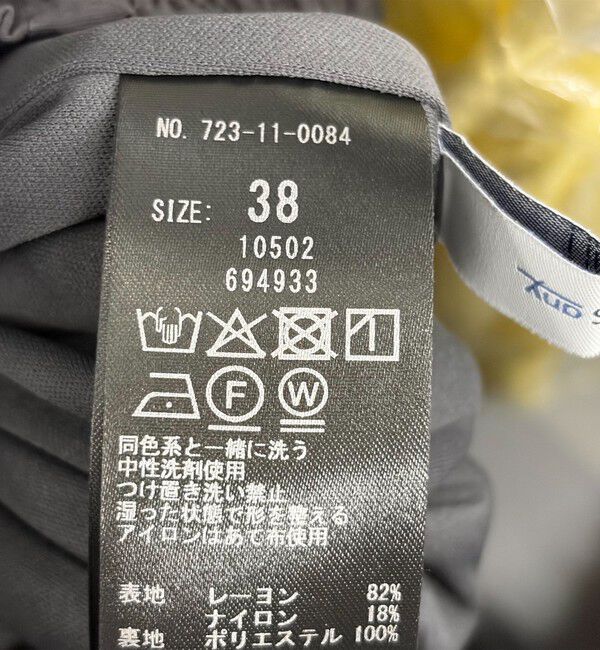 NO. 723-11-0084
SIZE: 38
10502
694933
F W
同色系と一緒に洗う
中性洗剤使用
つけ置き洗い禁止
湿った状態で形を整える
アイロンはあて布使用
表地 レーヨン 82%
ナイロン 18%
裏地 ポリエステル 100%
any